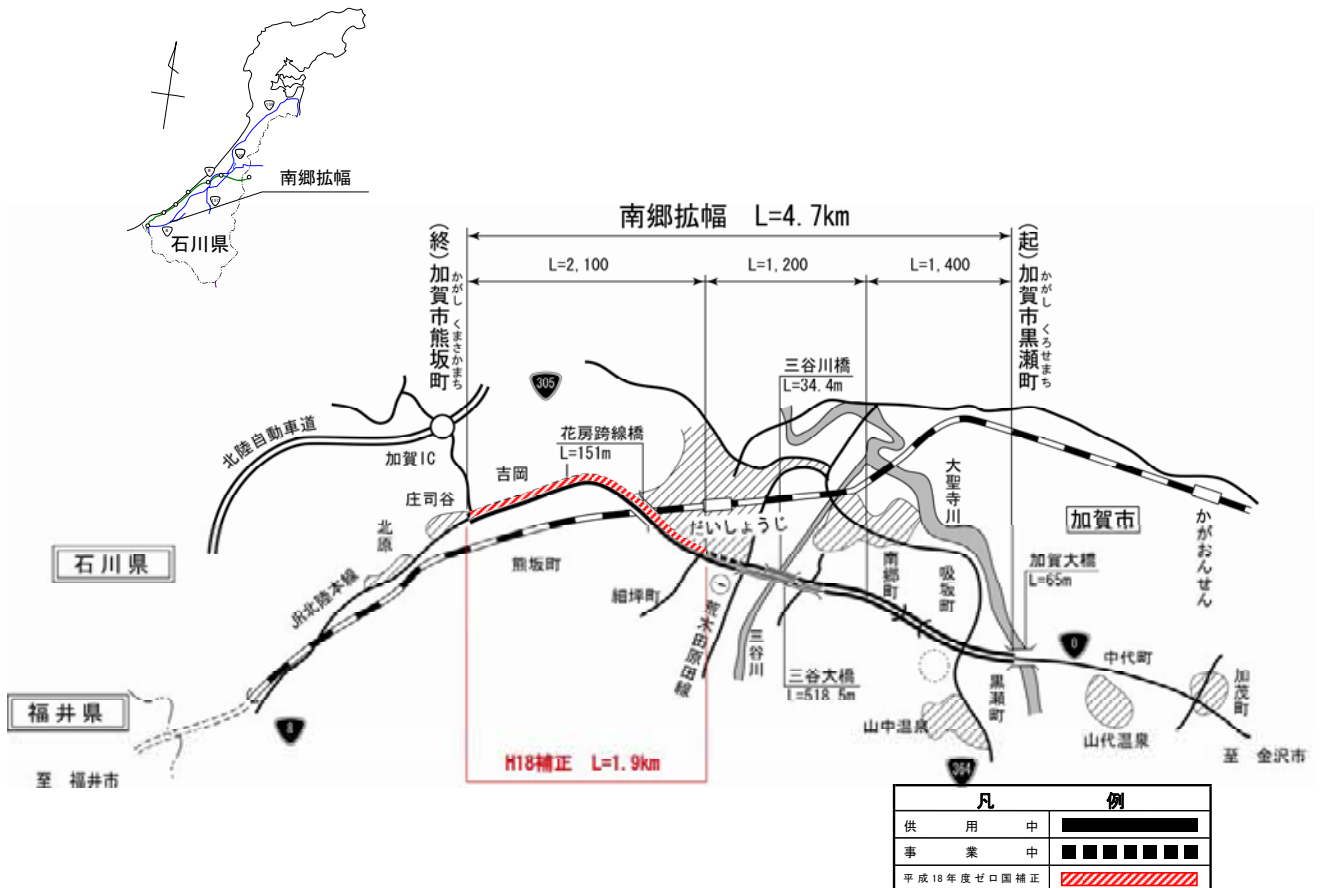 南郷拡幅
石川県
南郷拡幅 L=4.7km
L=2,100
L=1,200
L=1,400
(終)加賀市熊坂町
かがし くまさかまち
(起)加賀市黒瀬町
かがし くろせまち
305
三谷川橋
L=34.4m
北陸自動車道
加賀IC
花房跨線橋
L=151m
吉岡
庄司谷
北原
大聖寺川
加賀市
かがおんせん
だいしょうじ
石川県
熊坂町
JR北陸本線
細坪町
荒木田原田線
三谷川
南郷町
吸坂町
加賀大橋
L=65m
三谷大橋
L=518.5m
中代町
加茂町
黒瀬町
山中温泉
山代温泉
至 金沢市
福井県
8
至 福井市
H18補正 L=1.9km
364
凡例
供用中
事業中
平成18年度ゼロ国補正